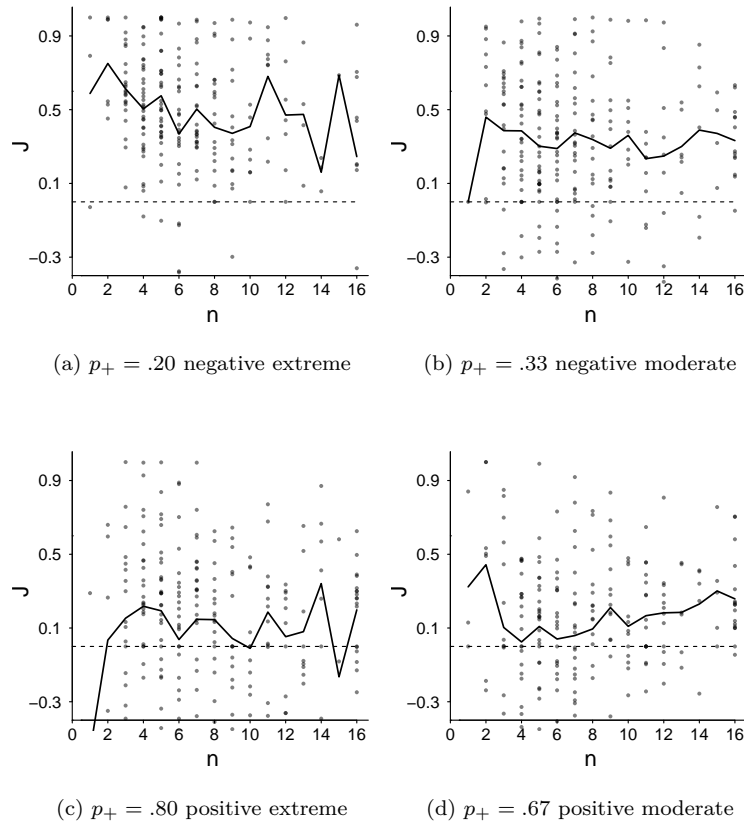 0.9
0.5
0.1
−0.3
J
0 2 4 6 8 10 12 14 16
n
(a) p₊ = .20 negative extreme
0.9
0.5
0.1
−0.3
J
0 2 4 6 8 10 12 14 16
n
(b) p₊ = .33 negative moderate
0.9
0.5
0.1
−0.3
J
0 2 4 6 8 10 12 14 16
n
(c) p₊ = .80 positive extreme
0.9
0.5
0.1
−0.3
J
0 2 4 6 8 10 12 14 16
n
(d) p₊ = .67 positive moderate